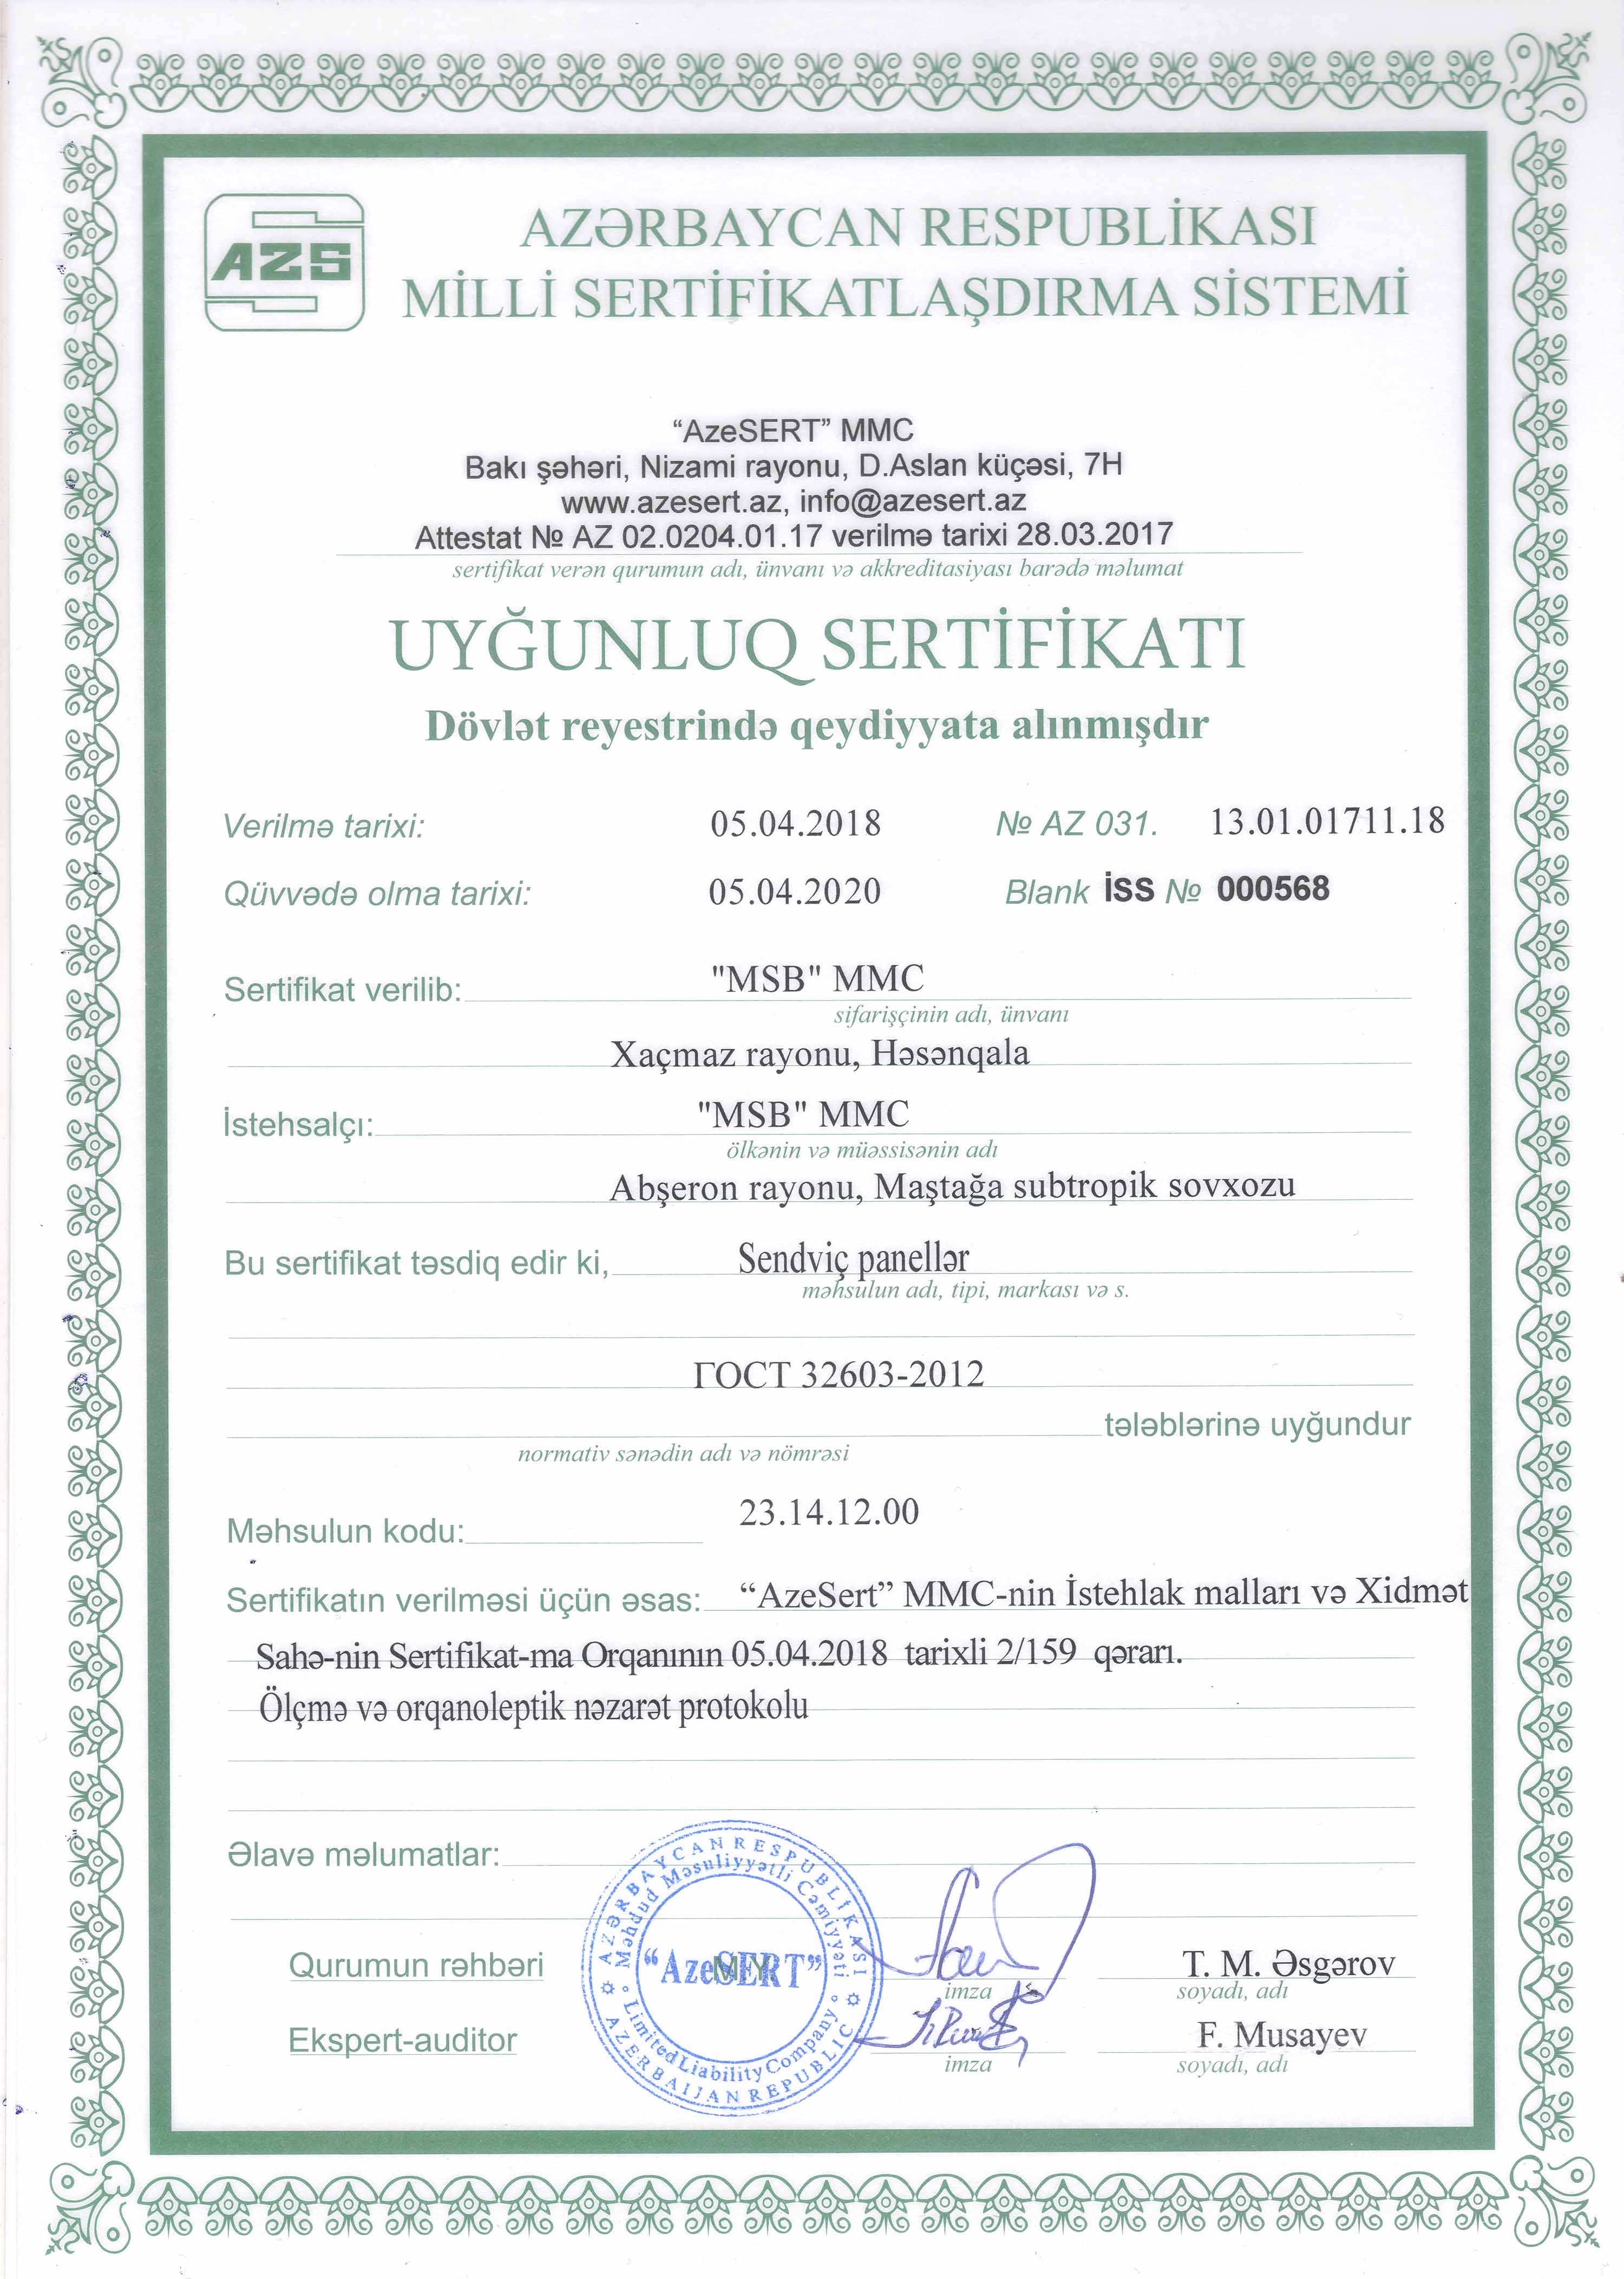 AZS
AZƏRBAYCAN RESPUBLİKASI
MİLLİ SERTİFİKATLAŞDIRMA SİSTEMİ
“AzeSERT” MMC
Bakı şəhəri, Nizami rayonu, D.Aslan küçəsi, 7H
www.azesert.az, info@azesert.az
Attestat № AZ 02.0204.01.17 verilmə tarixi 28.03.2017
sertifikat verən qurumun adı, ünvanı və akkreditasiyası barədə məlumat
UYĞUNLUQ SERTİFİKATI
Dövlət reyestrində qeydiyyata alınmışdır
Verilmə tarixi: 05.04.2018 № AZ 031. 13.01.01711.18
Qüvvədə olma tarixi: 05.04.2020 Blank İSS № 000568
Sertifikat verilib: "MSB" MMC
sifarişçinin adı, ünvanı
Xaçmaz rayonu, Həsənqala
İstehsalçı: "MSB" MMC
ölkənin və müəssisənin adı
Abşeron rayonu, Maştağa subtropik sovxozu
Bu sertifikat təsdiq edir ki, Sendviç panellər
məhsulun adı, tipi, markası və s.
ГОСТ 32603-2012
tələblərinə uyğundur
normativ sənədin adı və nömrəsi
Məhsulun kodu: 23.14.12.00
Sertifikatın verilməsi üçün əsas: “AzeSert” MMC-nin İstehlak malları və Xidmət
Sahə-nin Sertifikat-ma Orqanının 05.04.2018 tarixli 2/159 qərarı.
Ölçmə və orqanoleptik nəzarət protokolu
Əlavə məlumatlar:
AZƏRBAYCAN RESPUBLİKASI
Məhdud Məsuliyyətli Cəmiyyəti
“AzeSERT”
M.Y.
Limited Liability Company
AZERBAIJAN REPUBLIC
Qurumun rəhbəri T. M. Əsgərov
imza soyadı, adı
Ekspert-auditor F. Musayev
imza soyadı, adı